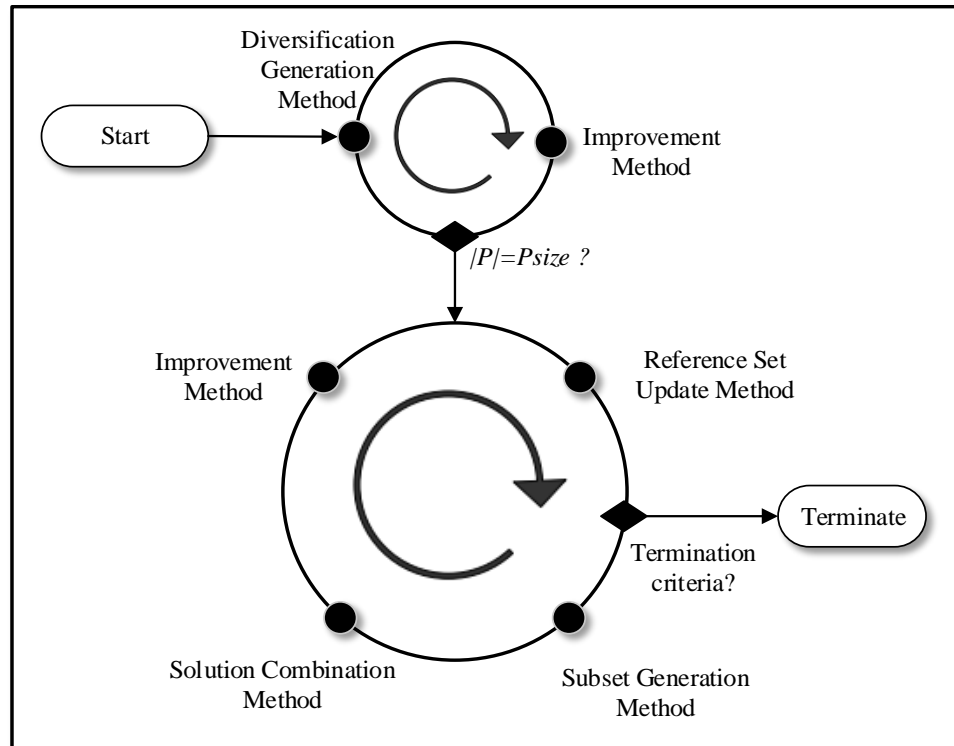 Diversification
Generation
Method
Start
Improvement
Method
|P|=Psize ?
Improvement
Method
Reference Set
Update Method
Terminate
Termination
criteria?
Solution Combination
Method
Subset Generation
Method